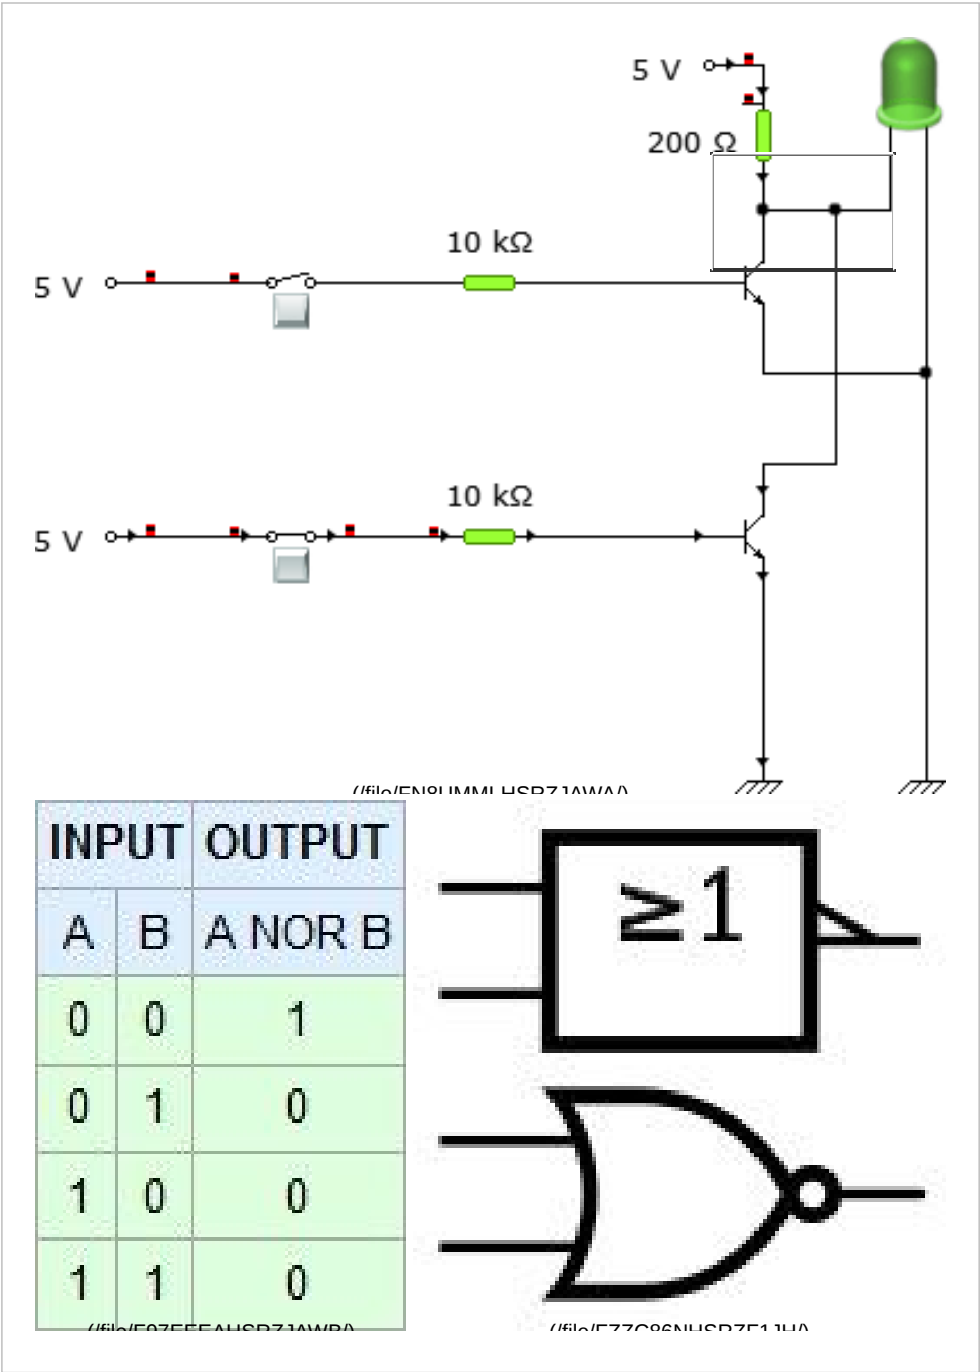 5 V
200 Ω
10 kΩ
5 V
10 kΩ
5 V
INPUT OUTPUT
A B A NOR B
0 0 1
0 1 0
1 0 0
1 1 0
≥1